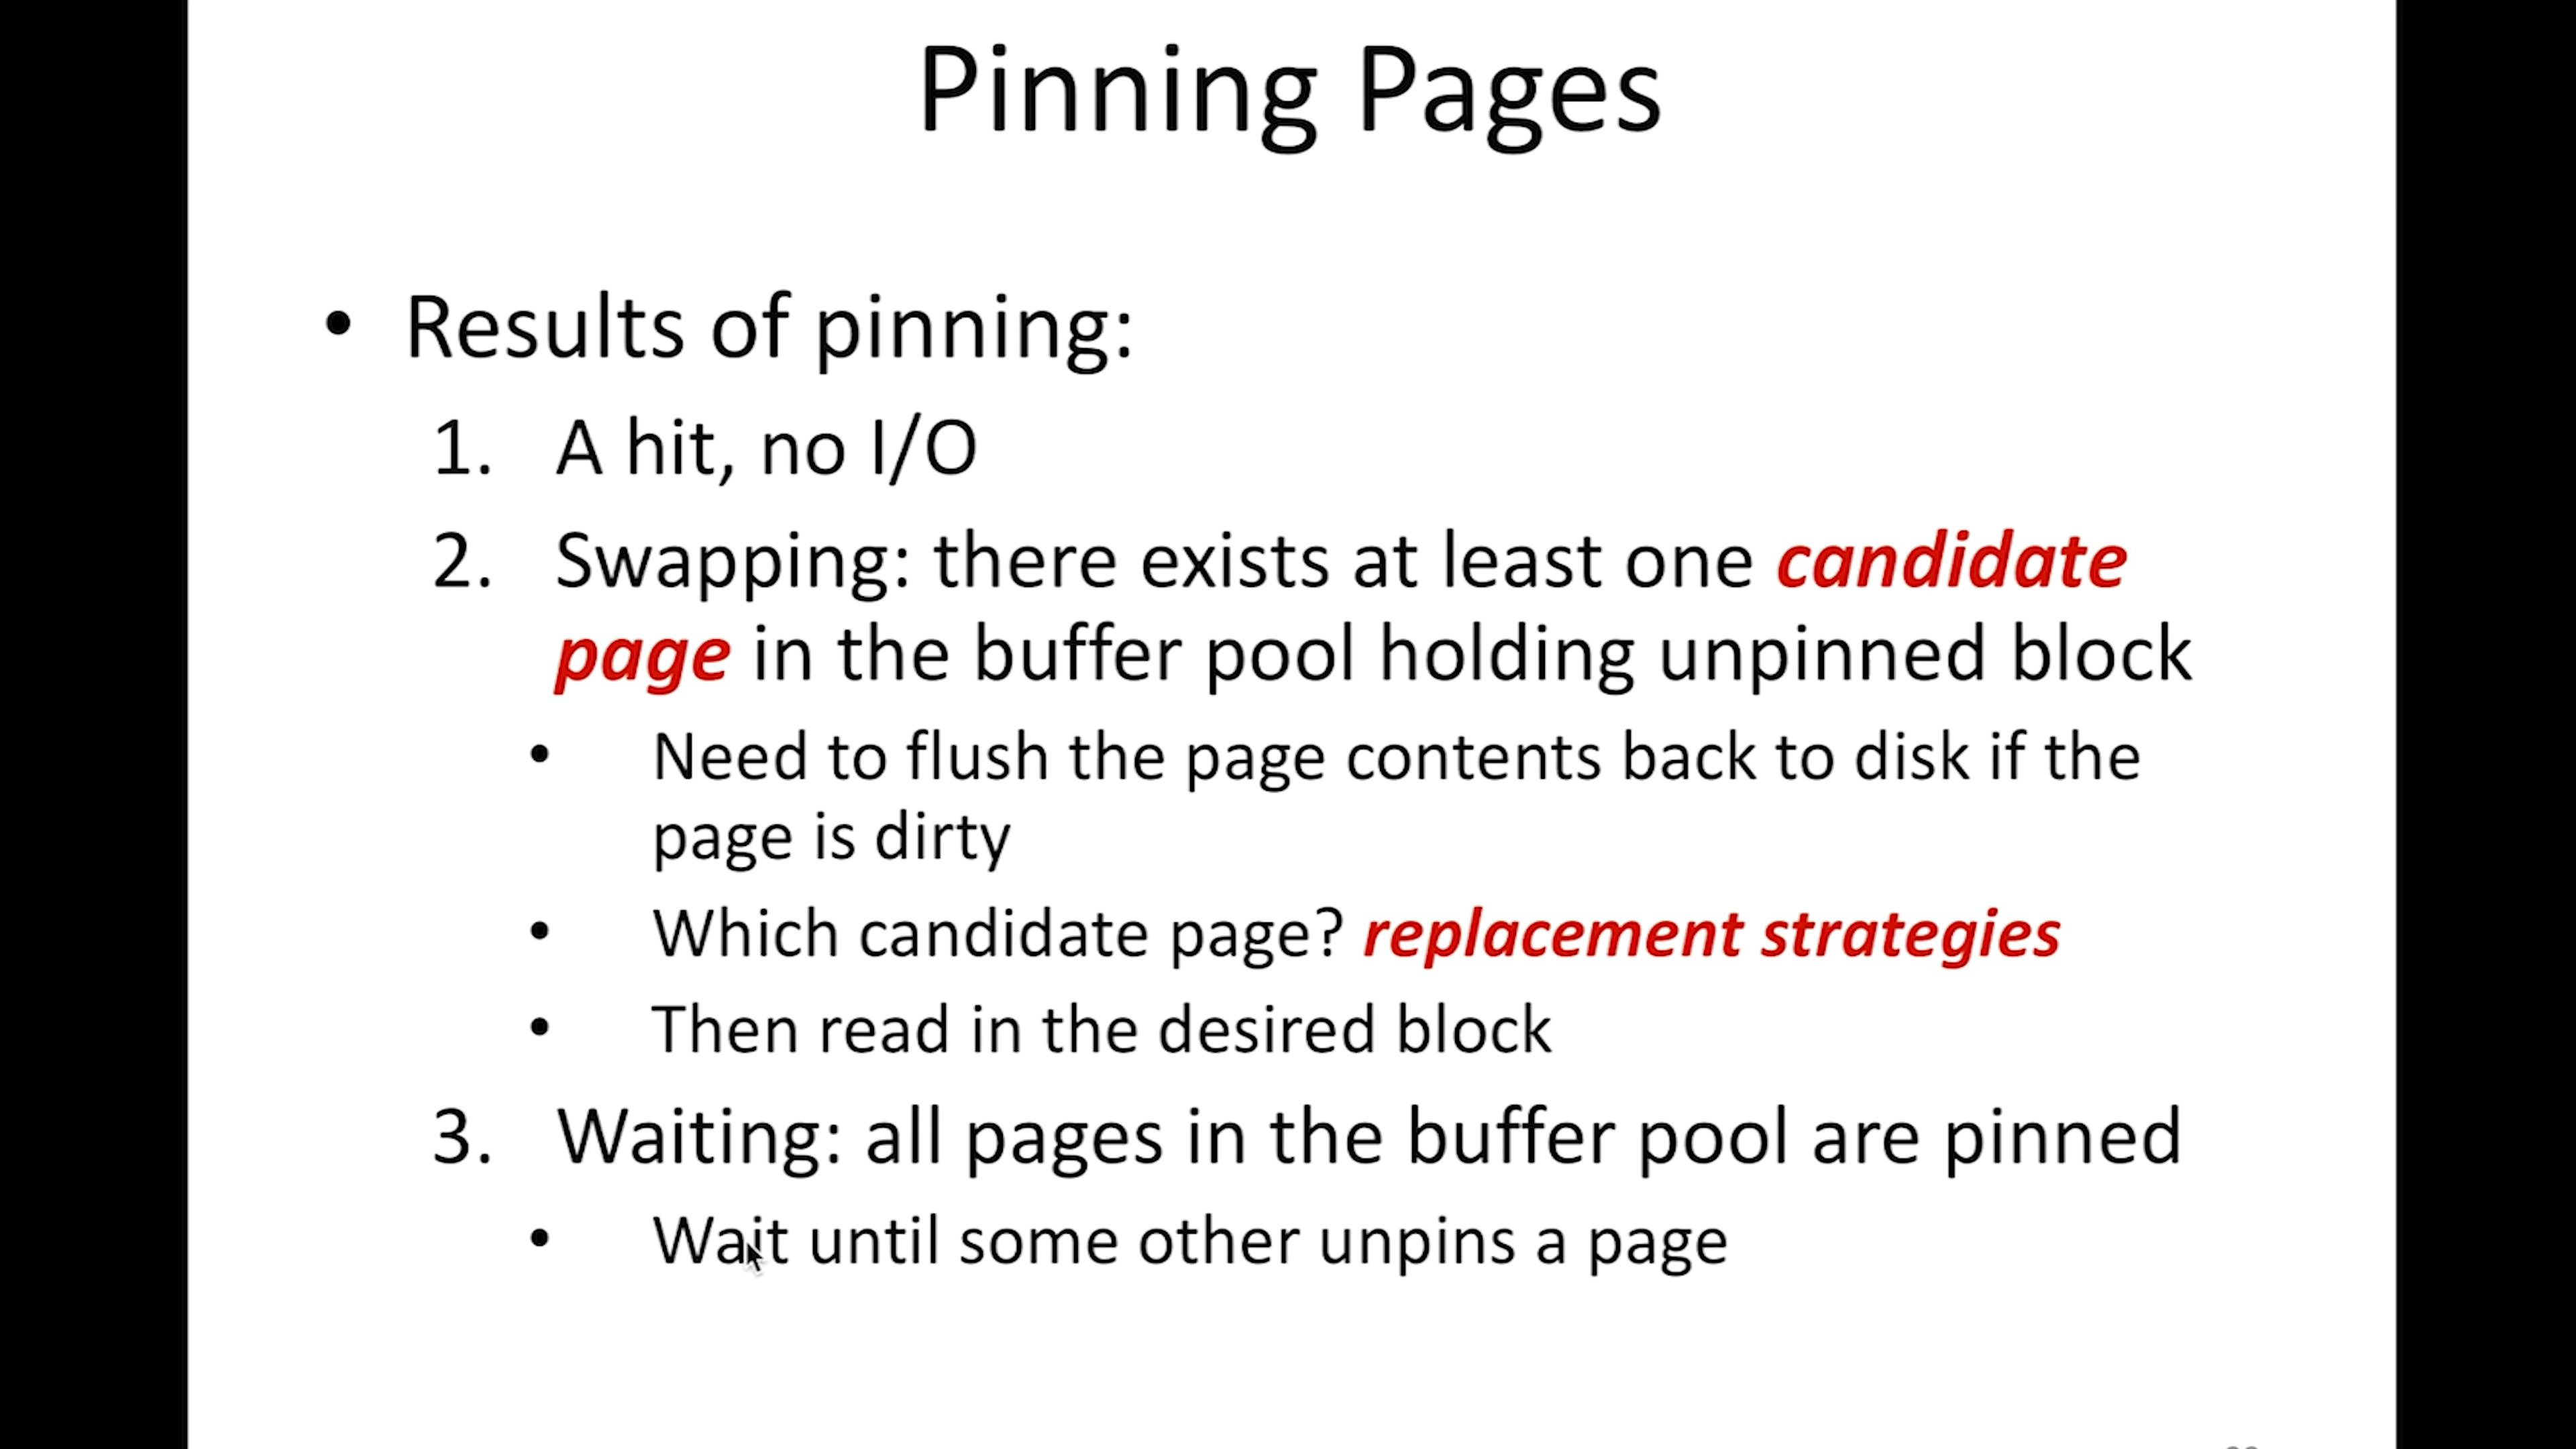 Pinning Pages
• Results of pinning:
1. A hit, no I/O
2. Swapping: there exists at least one candidate
page in the buffer pool holding unpinned block
• Need to flush the page contents back to disk if the
page is dirty
• Which candidate page? replacement strategies
• Then read in the desired block
3. Waiting: all pages in the buffer pool are pinned
• Wait until some other unpins a page